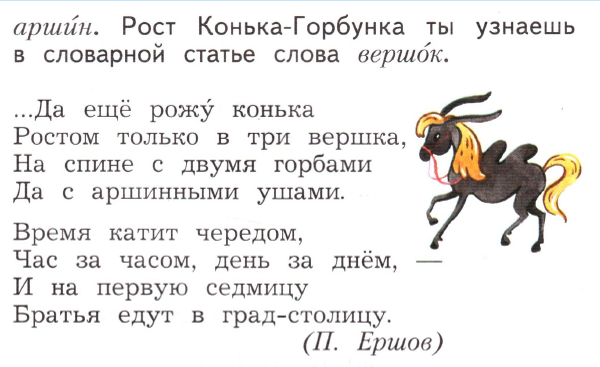 арши́н. Рост Конька-Горбунка ты узнаешь
в словарной статье слова вершо́к.
...Да ещё рожу́ конька
Ростом только в три вершка,
На спине с двумя горбами
Да с аршинными ушами.
Время катит чередом,
Час за часом, день за днём, —
И на первую седмицу
Братья едут в град-столицу.
(П. Ершов)